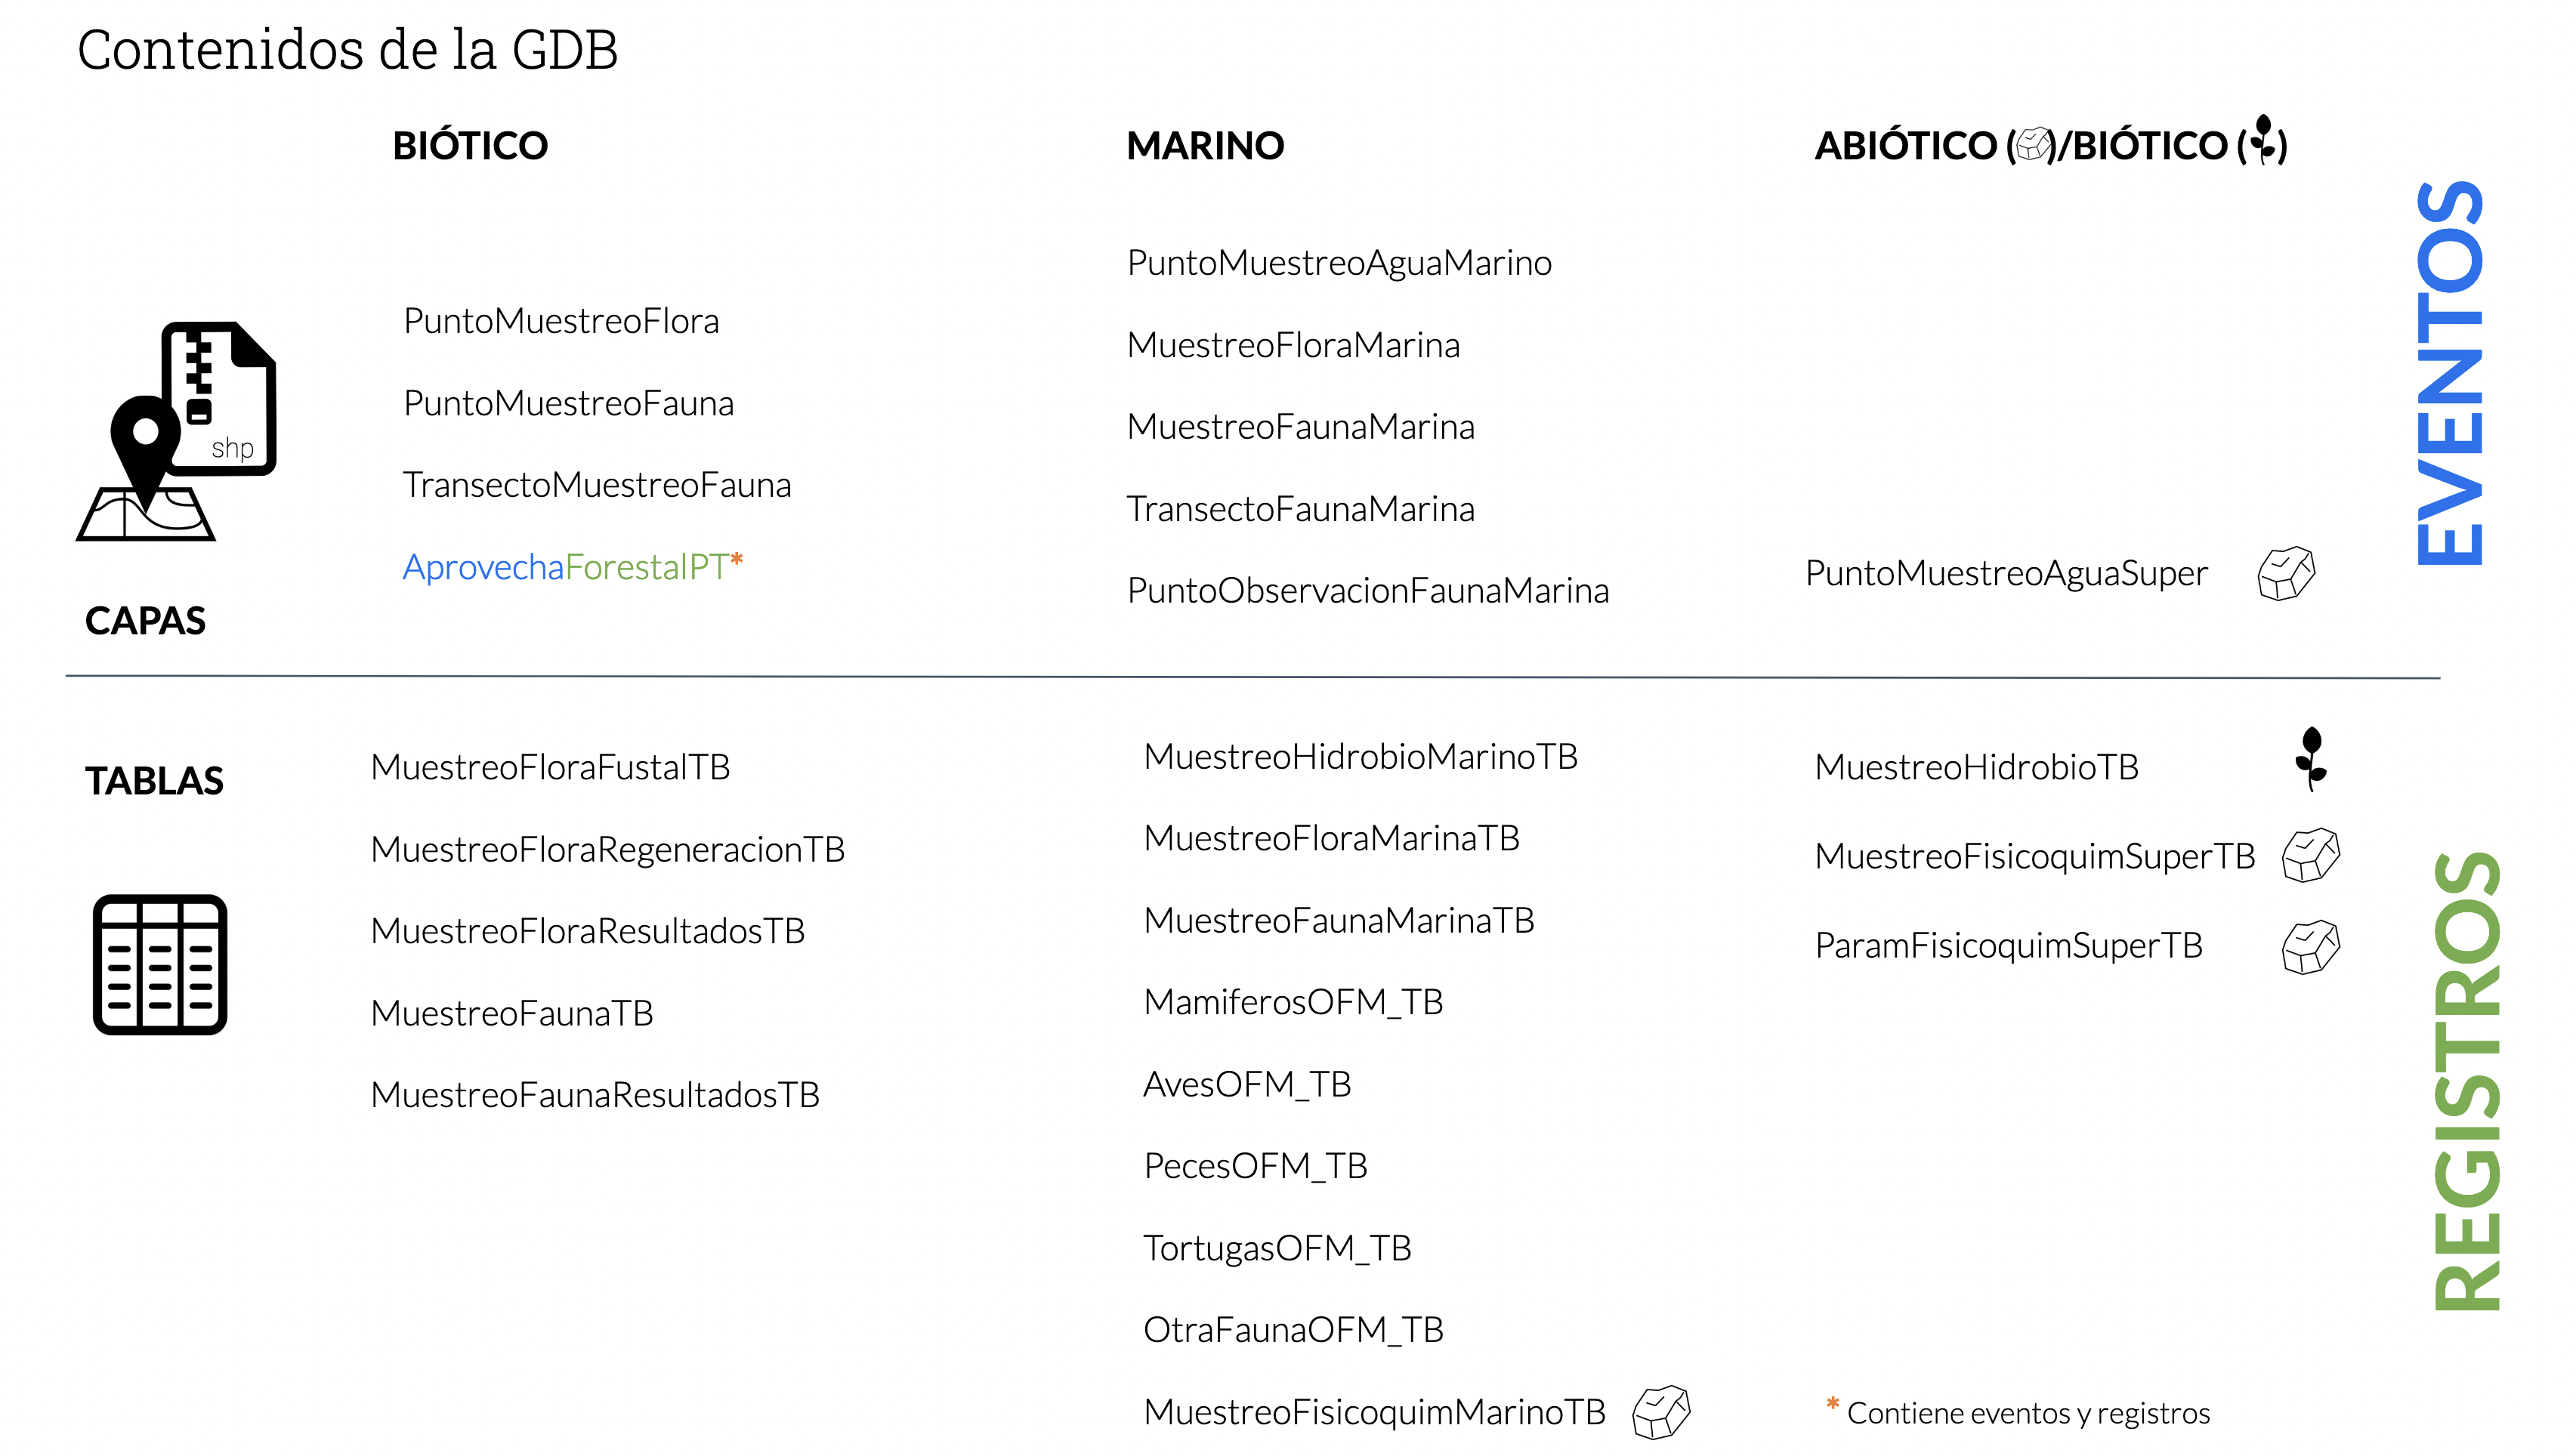 Contenidos de la GDB
BIÓTICO
MARINO
ABIÓTICO ( )/BIÓTICO ( )
EVENTOS
shp
CAPAS
PuntoMuestreoFlora
PuntoMuestreoFauna
TransectoMuestreoFauna
AprovechaForestalPT*
PuntoMuestreoAguaMarino
MuestreoFloraMarina
MuestreoFaunaMarina
TransectoFaunaMarina
PuntoObservacionFaunaMarina
PuntoMuestreoAguaSuper
TABLAS
MuestreoFloraFustalTB
MuestreoFloraRegeneracionTB
MuestreoFloraResultadosTB
MuestreoFaunaTB
MuestreoFaunaResultadosTB
MuestreoHidrobioMarinoTB
MuestreoFloraMarinaTB
MuestreoFaunaMarinaTB
MamiferosOFM_TB
AvesOFM_TB
PecesOFM_TB
TortugasOFM_TB
OtraFaunaOFM_TB
MuestreoFisicoquimMarinoTB
MuestreoHidrobioTB
MuestreoFisicoquimSuperTB
ParamFisicoquimSuperTB
REGISTROS
* Contiene eventos y registros